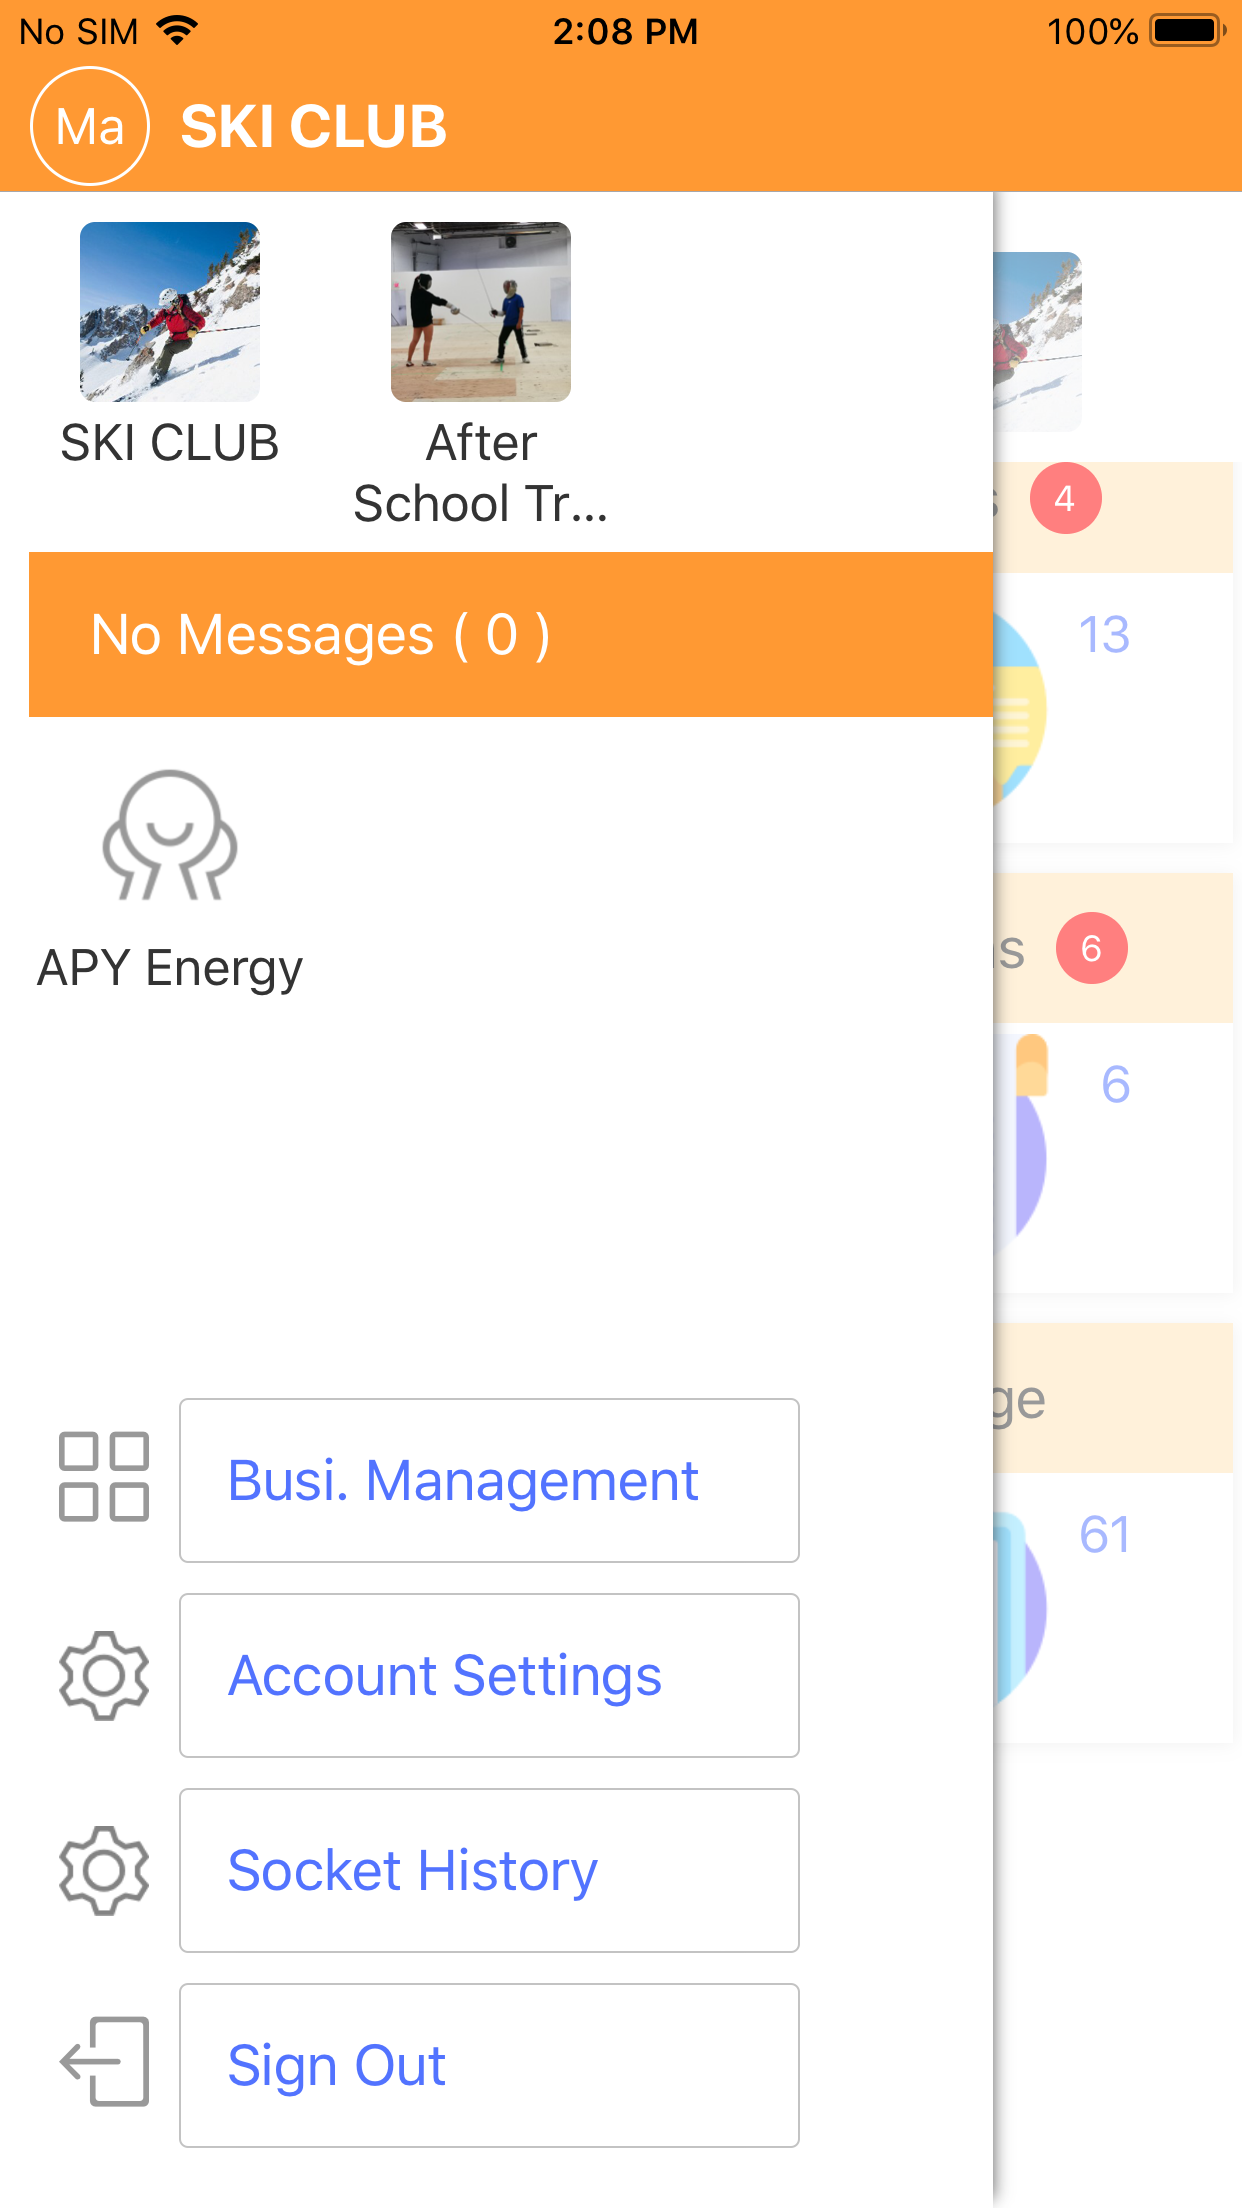 No SIM 2:08 PM 100%
Ma SKI CLUB
SKI CLUB
After
School Tr...
No Messages ( 0 )
APY Energy
Busi. Management
Account Settings
Socket History
Sign Out
s 4
13
ns 6
6
ge
61